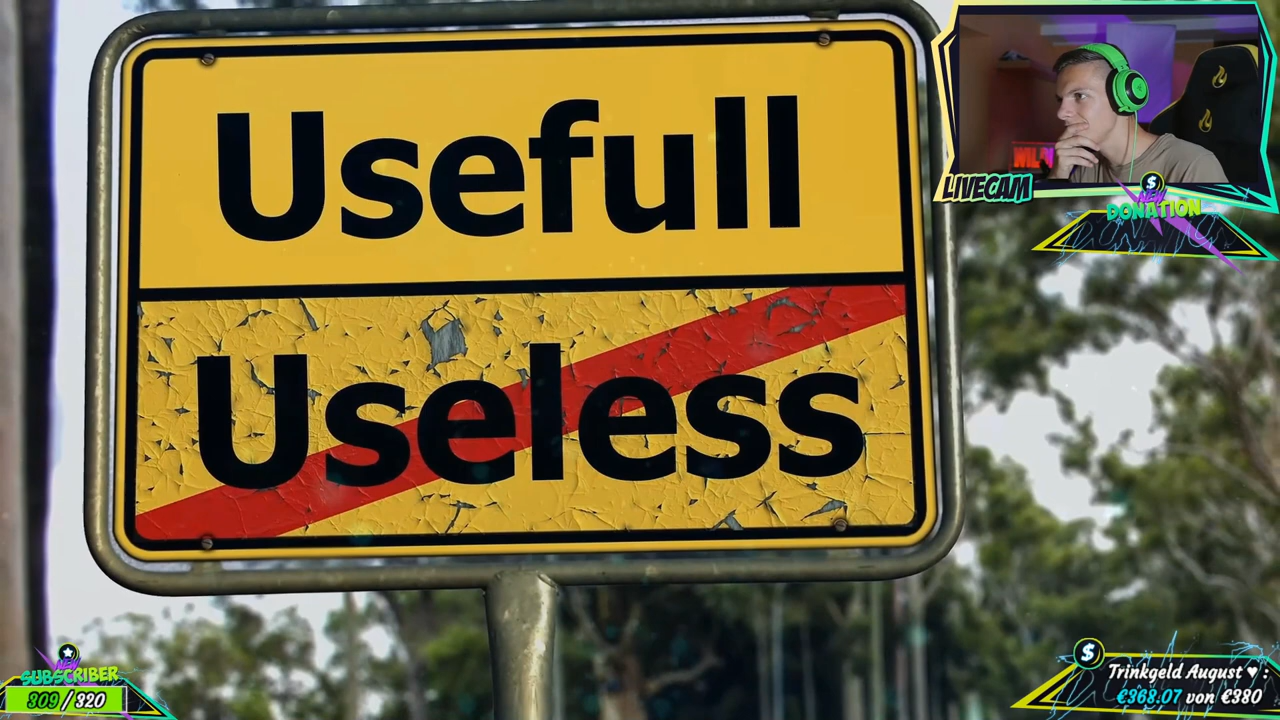 Usefull
Useless
LIVECAM
NEW
DONATION
NEW
SUBSCRIBER
309 / 320
Trinkgeld August ♥ :
€368.07 von €380